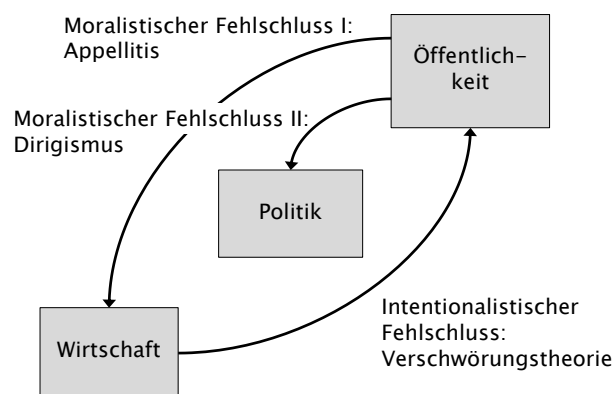 Moralistischer Fehlschluss I:
Appellitis
Öffentlich–
keit
Moralistischer Fehlschluss II:
Dirigismus
Politik
Intentionalistischer
Fehlschluss:
Verschwörungstheorie
Wirtschaft